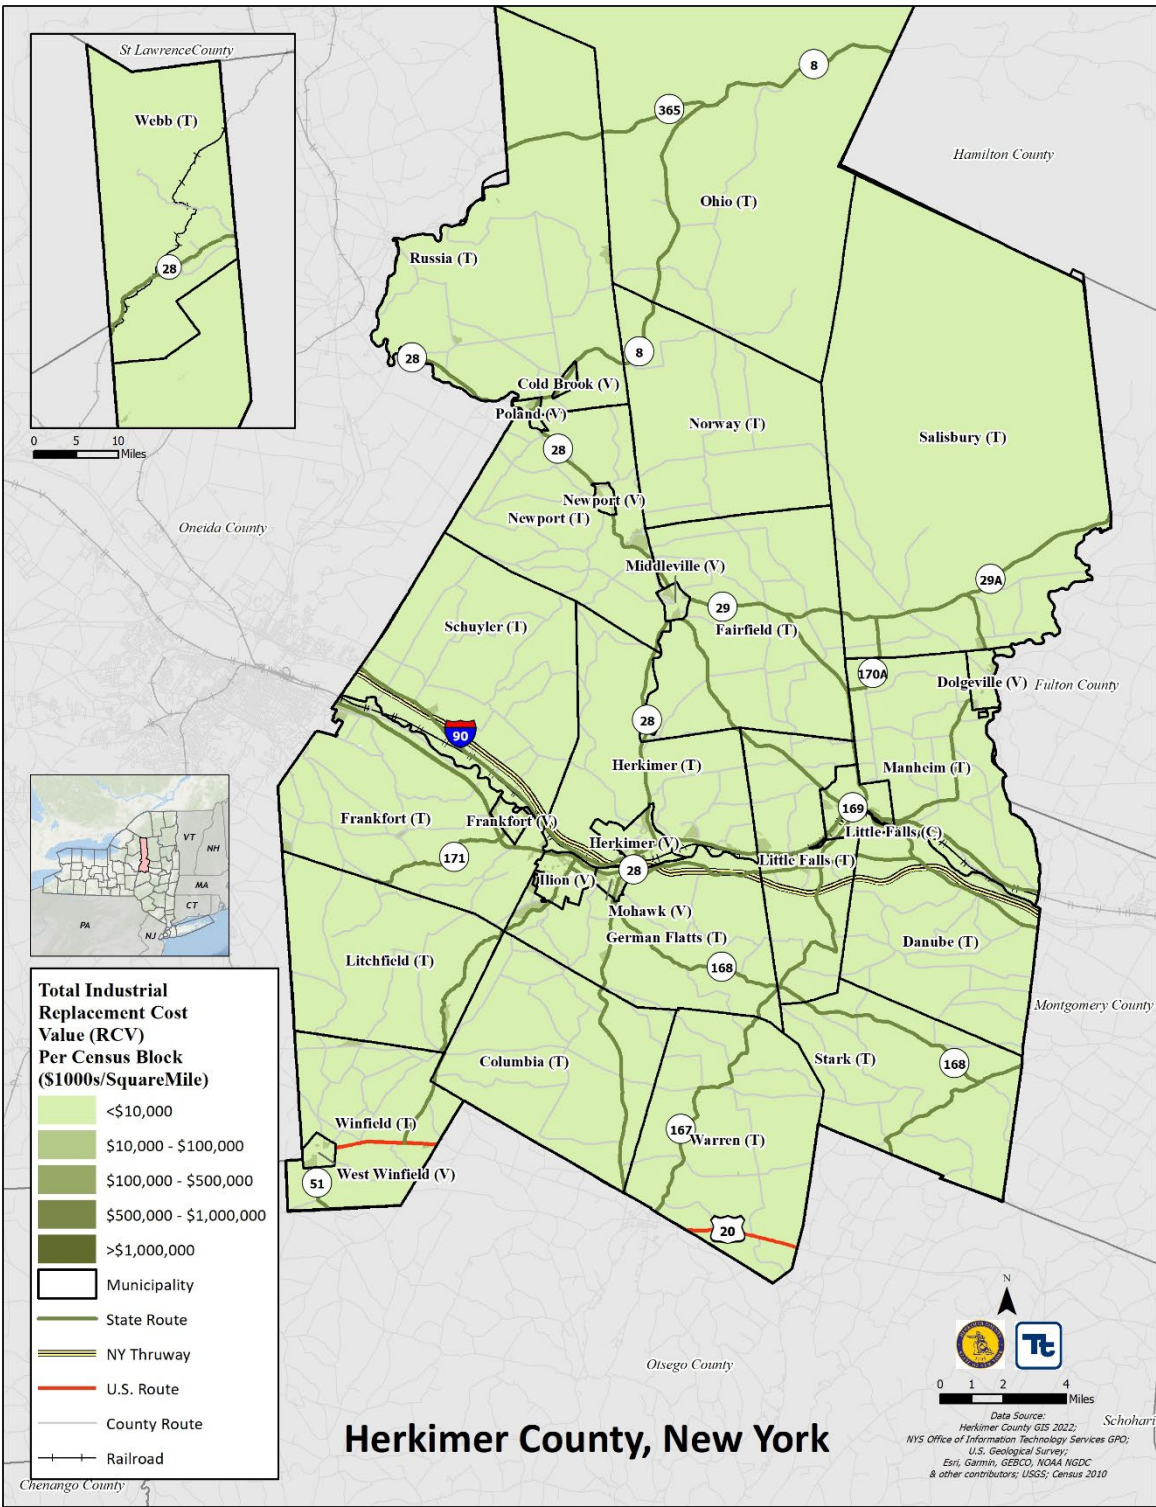 St LawrenceCounty
Webb (T)
28
0 5 10
Miles
8
365
Hamilton County
Ohio (T)
Russia (T)
28
8
Cold Brook (V)
Poland (V)
Norway (T)
Salisbury (T)
28
Newport (V)
Newport (T)
Oneida County
Middleville (V)
29A
29
Schuyler (T)
Fairfield (T)
170A
Dolgeville (V)
Fulton County
28
90
Herkimer (T)
Manheim (T)
169
Frankfort (T)
Frankfort (V)
Little Falls (C)
Herkimer (V)
171
Little Falls (T)
28
Ilion (V)
Mohawk (V)
German Flatts (T)
Danube (T)
Litchfield (T)
168
Montgomery County
Columbia (T)
Stark (T)
168
Winfield (T)
167
Warren (T)
West Winfield (V)
51
20
VT
NH
MA
CT
PA
NJ
Total Industrial
Replacement Cost
Value (RCV)
Per Census Block
($1000s/SquareMile)
<$10,000
$10,000 - $100,000
$100,000 - $500,000
$500,000 - $1,000,000
>$1,000,000
Municipality
State Route
NY Thruway
U.S. Route
County Route
Railroad
Chenango County
Otsego County
Herkimer County, New York
N
Tt
0 1 2 4
Miles
Data Source:
Herkimer County GIS 2022;
NYS Office of Information Technology Services GPO;
U.S. Geological Survey;
Esri, Garmin, GEBCO, NOAA NGDC
& other contributors; USGS; Census 2010
Schohari